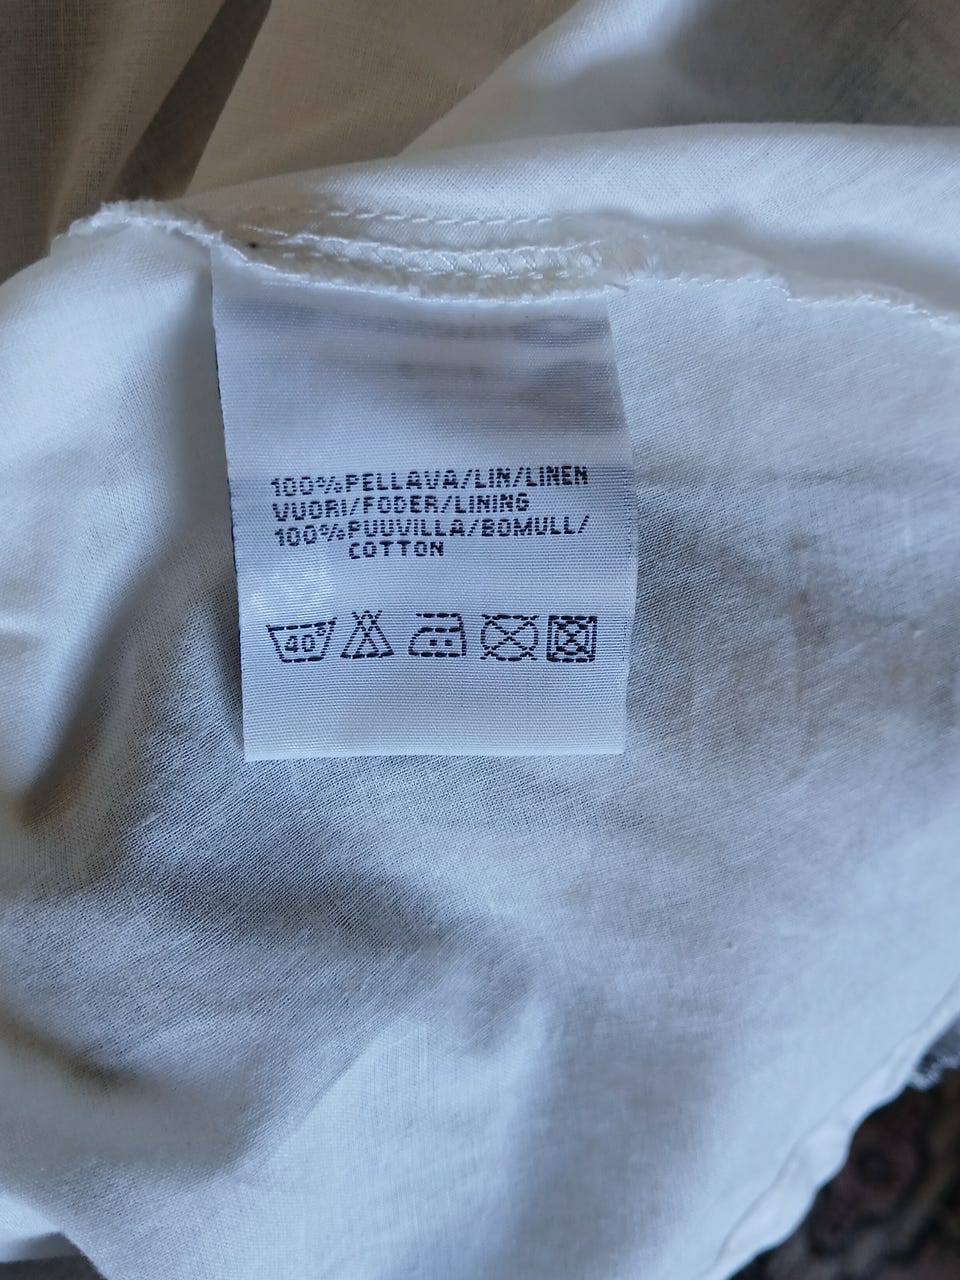 100%PELLAVA/LIN/LINEN
VUORI/FODER/LINING
100%PUUVILLA/BOMULL/
COTTON
40°